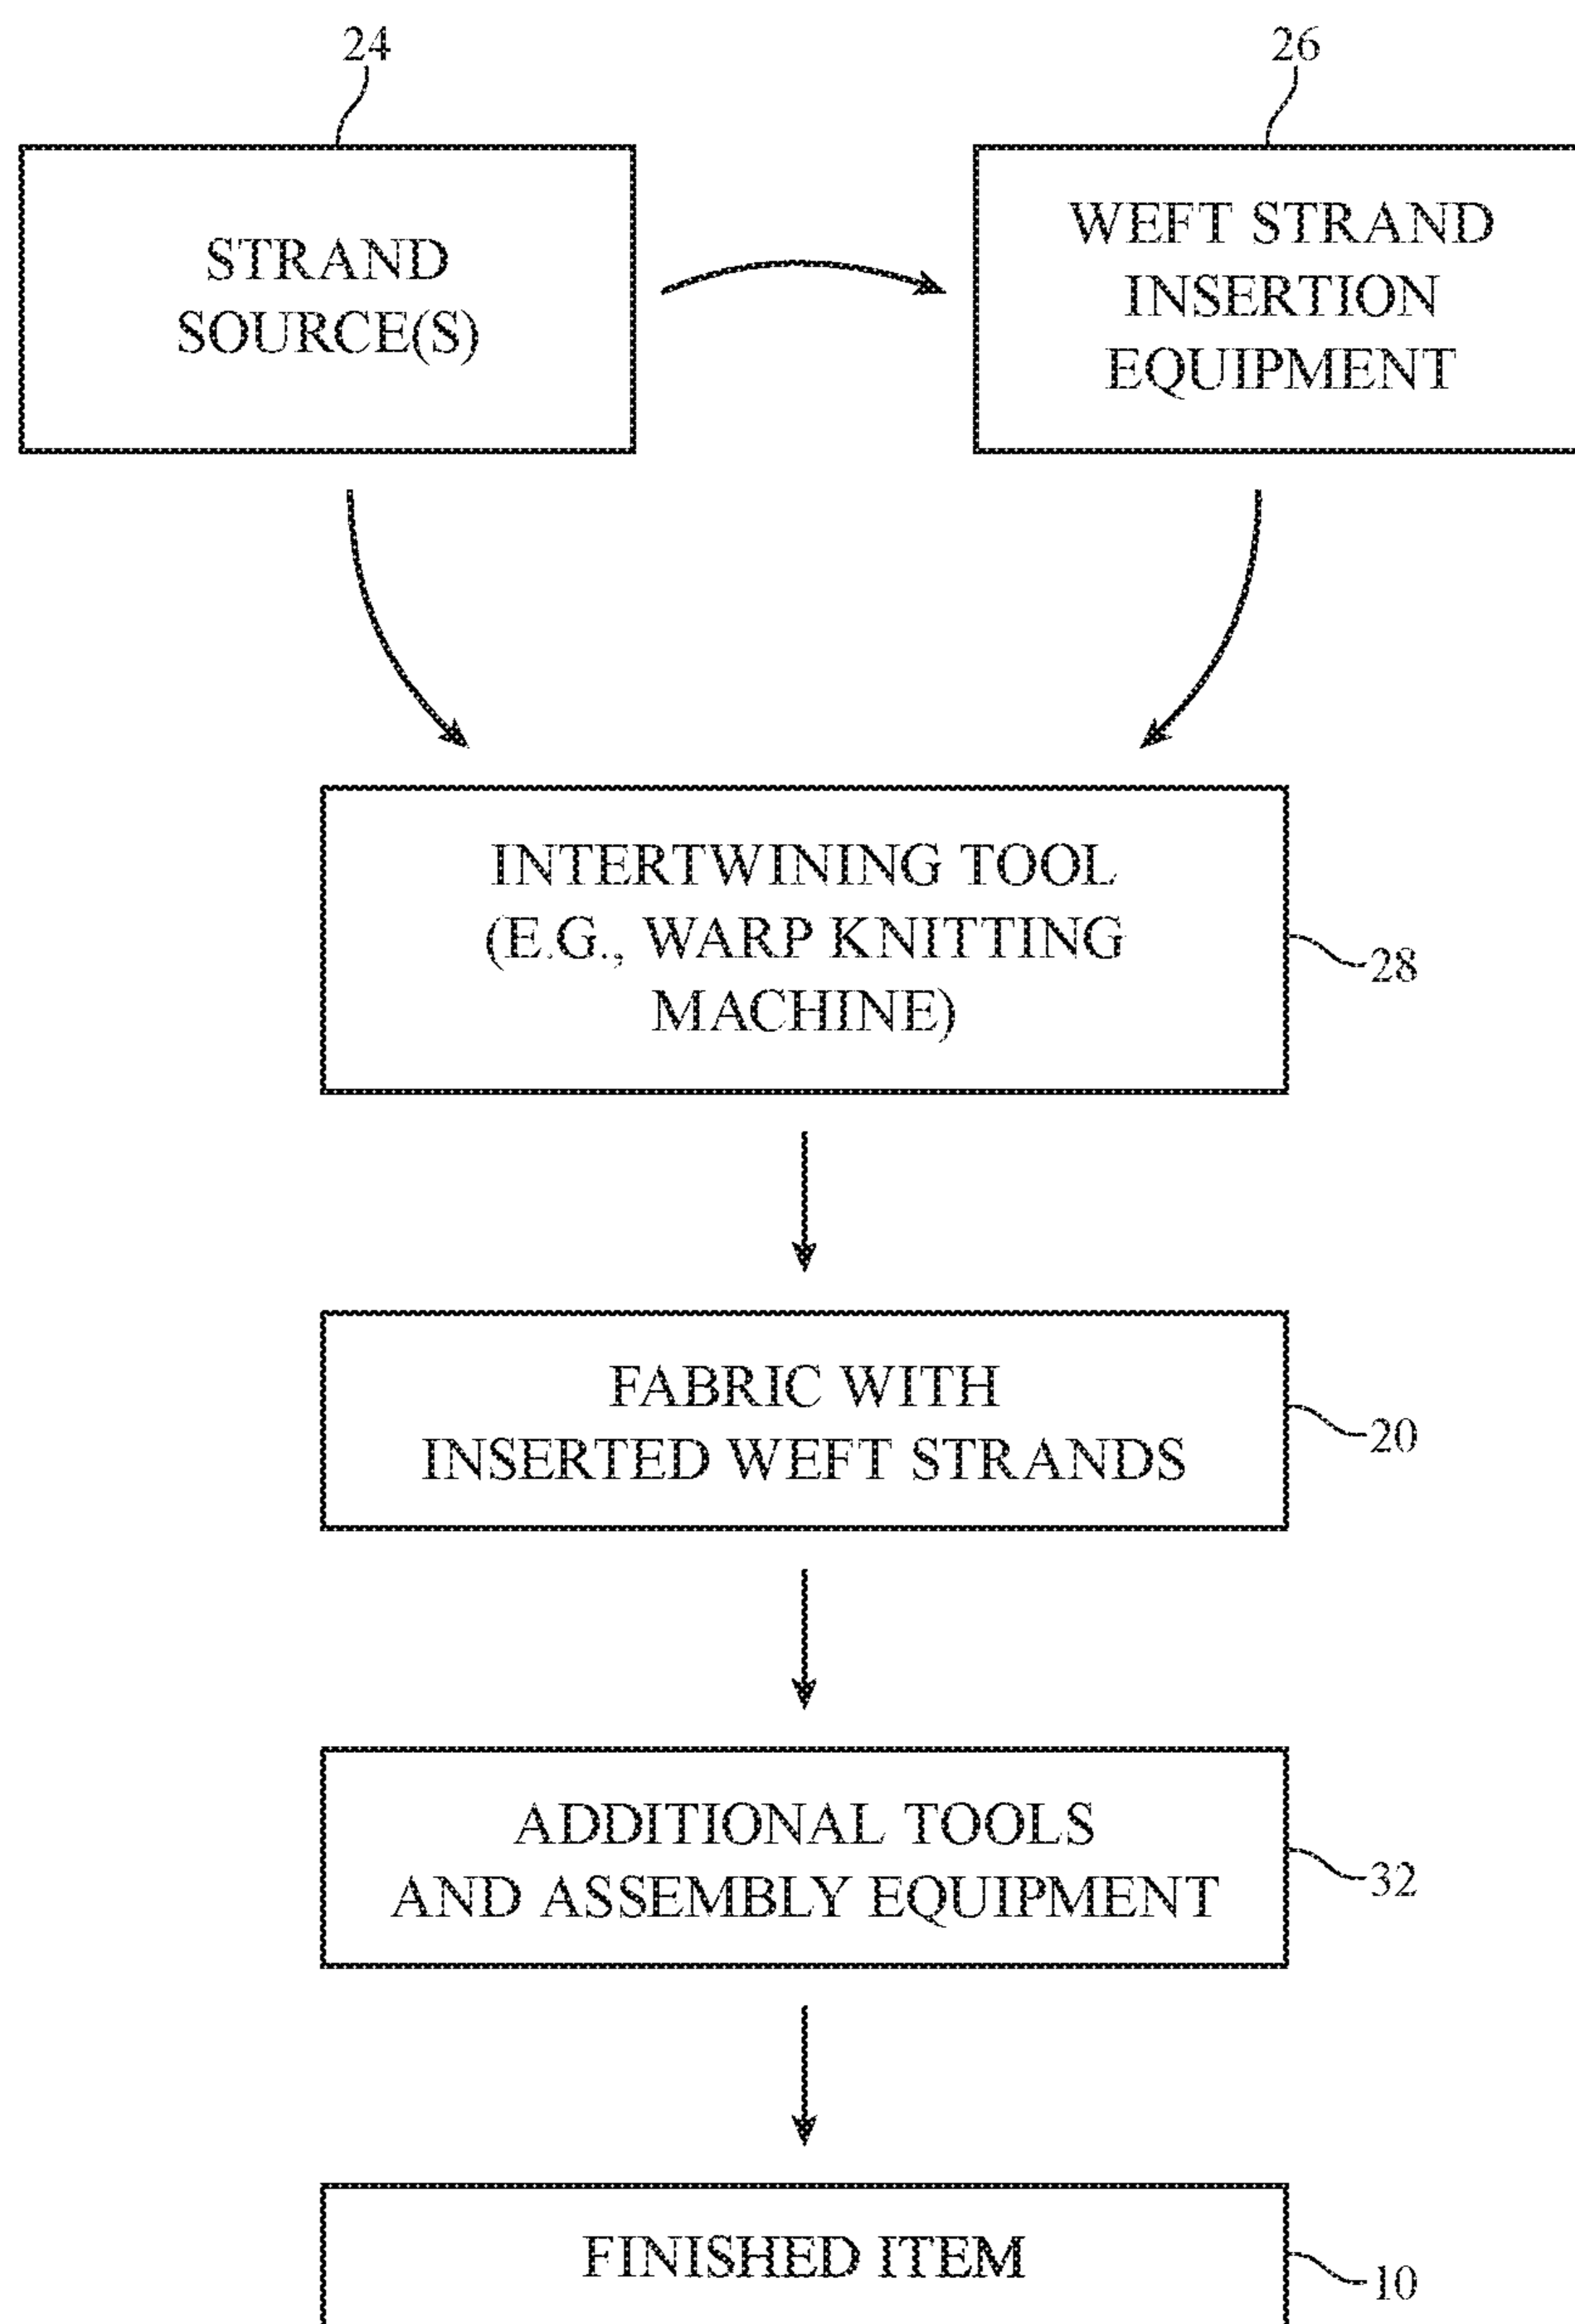 24
26
STRAND
SOURCE(S)
WEFT STRAND
INSERTION
EQUIPMENT
INTERTWINING TOOL
(E.G., WARP KNITTING
MACHINE)
28
FABRIC WITH
INSERTED WEFT STRANDS
20
ADDITIONAL TOOLS
AND ASSEMBLY EQUIPMENT
32
FINISHED ITEM
10